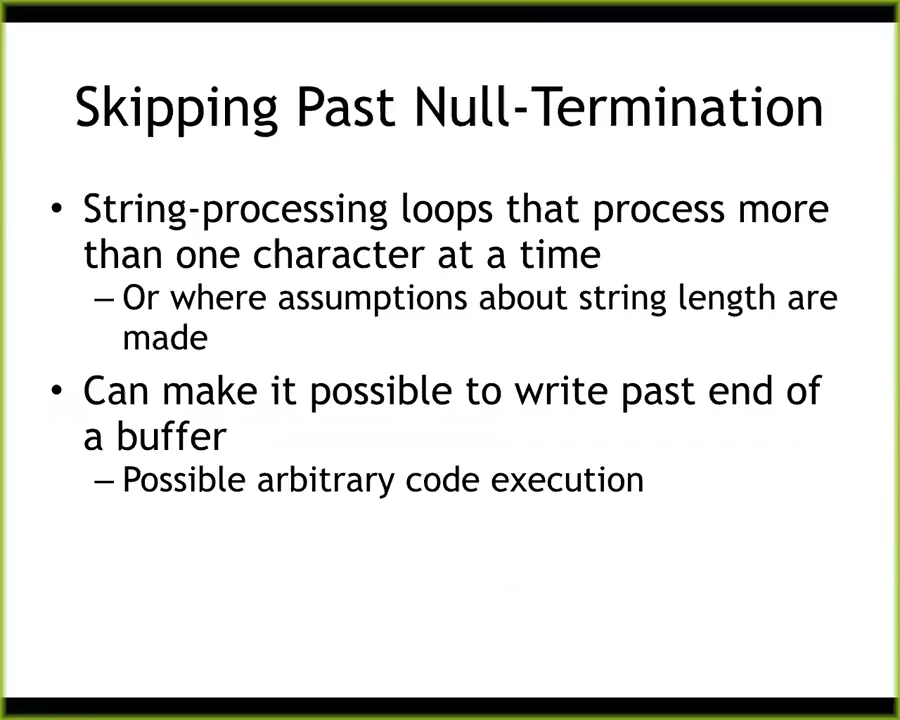 Skipping Past Null-Termination
• String-processing loops that process more
than one character at a time
– Or where assumptions about string length are
made
• Can make it possible to write past end of
a buffer
– Possible arbitrary code execution